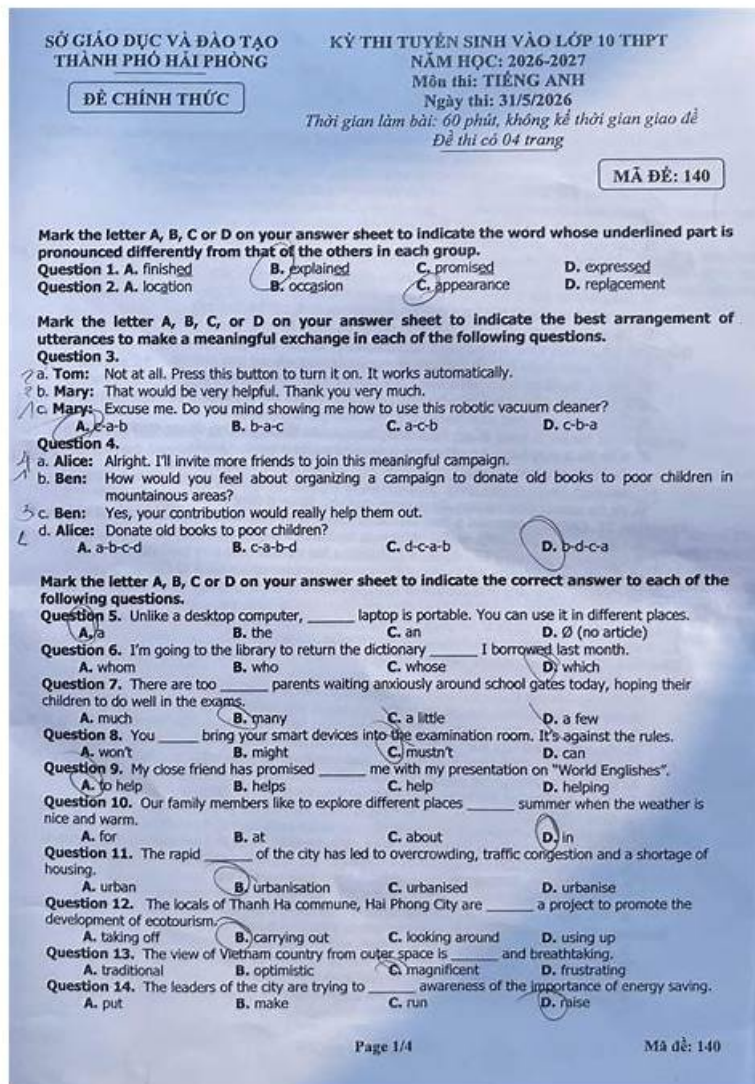 SỞ GIÁO DỤC VÀ ĐÀO TẠO
THÀNH PHỐ HẢI PHÒNG
ĐỀ CHÍNH THỨC
KỲ THI TUYỂN SINH VÀO LỚP 10 THPT
NĂM HỌC: 2026-2027
Môn thi: TIẾNG ANH
Ngày thi: 31/5/2026
Thời gian làm bài: 60 phút, không kể thời gian giao đề
Đề thi có 04 trang
MÃ ĐỀ: 140
Mark the letter A, B, C or D on your answer sheet to indicate the word whose underlined part is
pronounced differently from that of the others in each group.
Question 1. A. finished B. explained C. promised D. expressed
Question 2. A. location B. occasion C. appearance D. replacement
Mark the letter A, B, C, or D on your answer sheet to indicate the best arrangement of
utterances to make a meaningful exchange in each of the following questions.
Question 3.
2 a. Tom: Not at all. Press this button to turn it on. It works automatically.
b. Mary: That would be very helpful. Thank you very much.
1 c. Mary: Excuse me. Do you mind showing me how to use this robotic vacuum cleaner?
A. c-a-b B. b-a-c C. a-c-b D. c-b-a
Question 4.
4 a. Alice: Alright. I'll invite more friends to join this meaningful campaign.
1 b. Ben: How would you feel about organizing a campaign to donate old books to poor children in
mountainous areas?
3 c. Ben: Yes, your contribution would really help them out.
2 d. Alice: Donate old books to poor children?
A. a-b-c-d B. c-a-b-d C. d-c-a-b D. b-d-c-a
Mark the letter A, B, C or D on your answer sheet to indicate the correct answer to each of the
following questions.
Question 5. Unlike a desktop computer, ______ laptop is portable. You can use it in different places.
A. a B. the C. an D. Ø (no article)
Question 6. I'm going to the library to return the dictionary ______ I borrowed last month.
A. whom B. who C. whose D. which
Question 7. There are too ______ parents waiting anxiously around school gates today, hoping their
children to do well in the exams.
A. much B. many C. a little D. a few
Question 8. You ______ bring your smart devices into the examination room. It's against the rules.
A. won't B. might C. mustn't D. can
Question 9. My close friend has promised ______ me with my presentation on "World Englishes".
A. to help B. helps C. help D. helping
Question 10. Our family members like to explore different places ______ summer when the weather is
nice and warm.
A. for B. at C. about D. in
Question 11. The rapid ______ of the city has led to overcrowding, traffic congestion and a shortage of
housing.
A. urban B. urbanisation C. urbanised D. urbanise
Question 12. The locals of Thanh Ha commune, Hai Phong City are ______ a project to promote the
development of ecotourism.
A. taking off B. carrying out C. looking around D. using up
Question 13. The view of Vietnam country from outer space is ______ and breathtaking.
A. traditional B. optimistic C. magnificent D. frustrating
Question 14. The leaders of the city are trying to ______ awareness of the importance of energy saving.
A. put B. make C. run D. raise
Page 1/4 Mã đề: 140